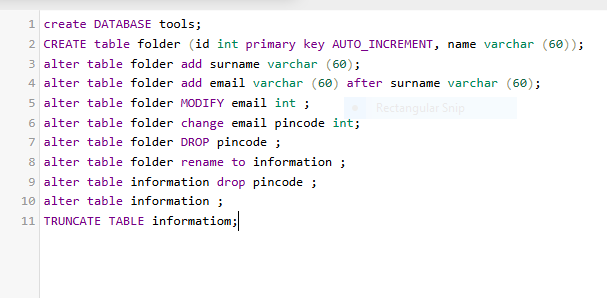 1 create DATABASE tools;
2 CREATE table folder (id int primary key AUTO_INCREMENT, name varchar (60));
3 alter table folder add surname varchar (60);
4 alter table folder add email varchar (60) after surname varchar (60);
5 alter table folder MODIFY email int ;
Rectangular Snip
6 alter table folder change email pincode int;
7 alter table folder DROP pincode ;
8 alter table folder rename to information ;
9 alter table information drop pincode ;
10 alter table information ;
11 TRUNCATE TABLE informatiom;